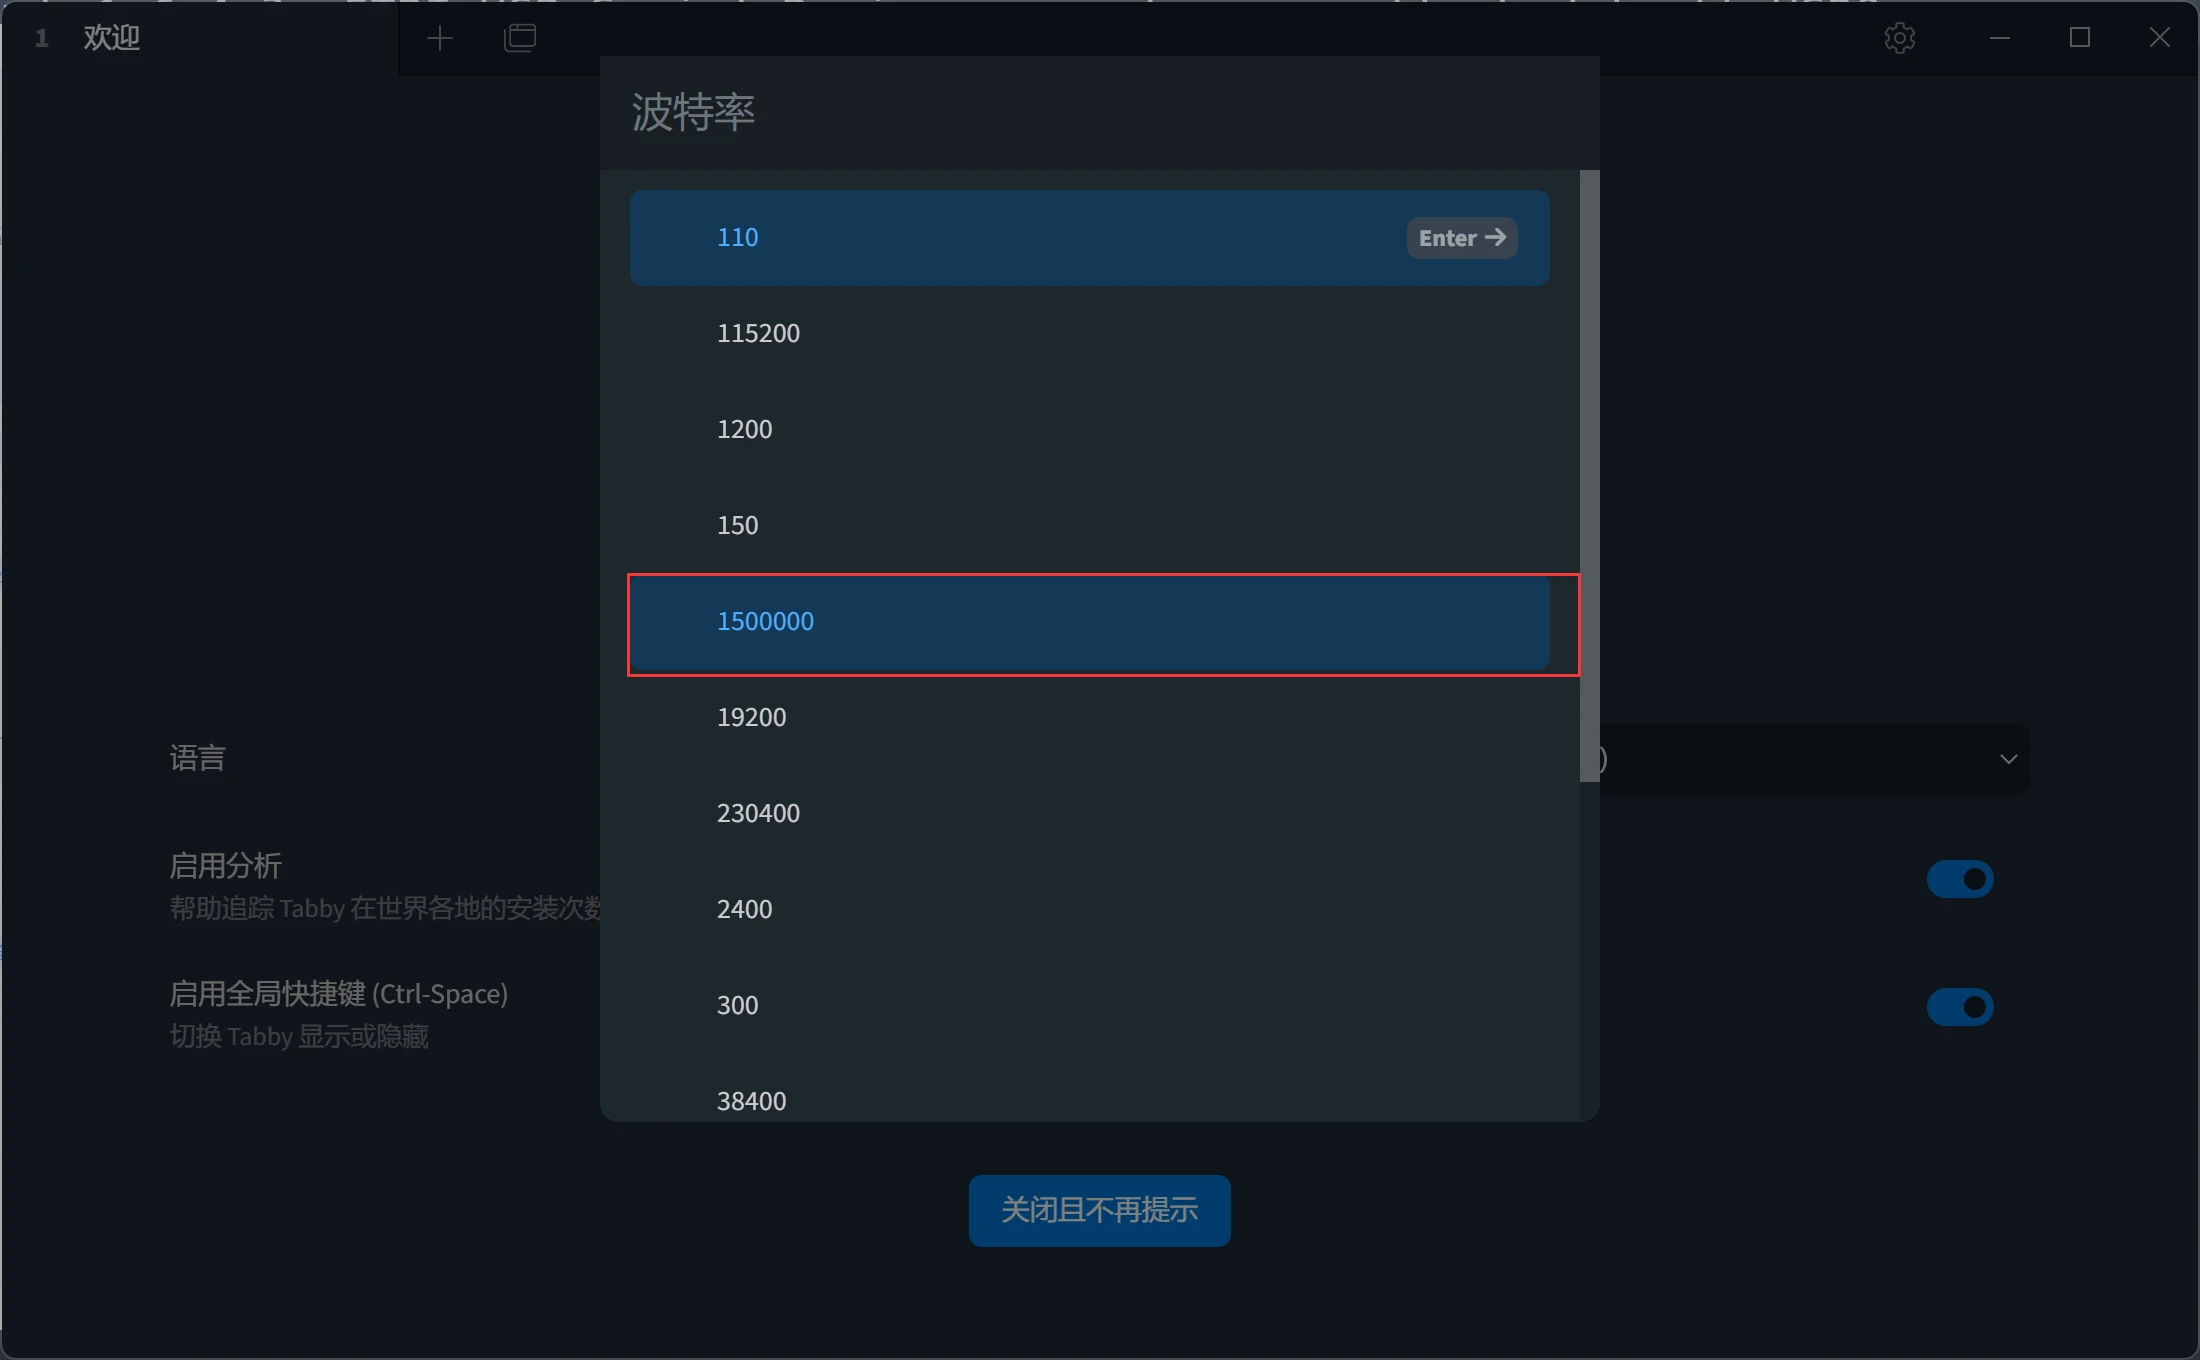 1 欢迎
波特率
110 Enter →
115200
1200
150
1500000
19200
230400
2400
300
38400
语言
)
启用分析
帮助追踪 Tabby 在世界各地的安装次数
启用全局快捷键 (Ctrl-Space)
切换 Tabby 显示或隐藏
关闭且不再提示